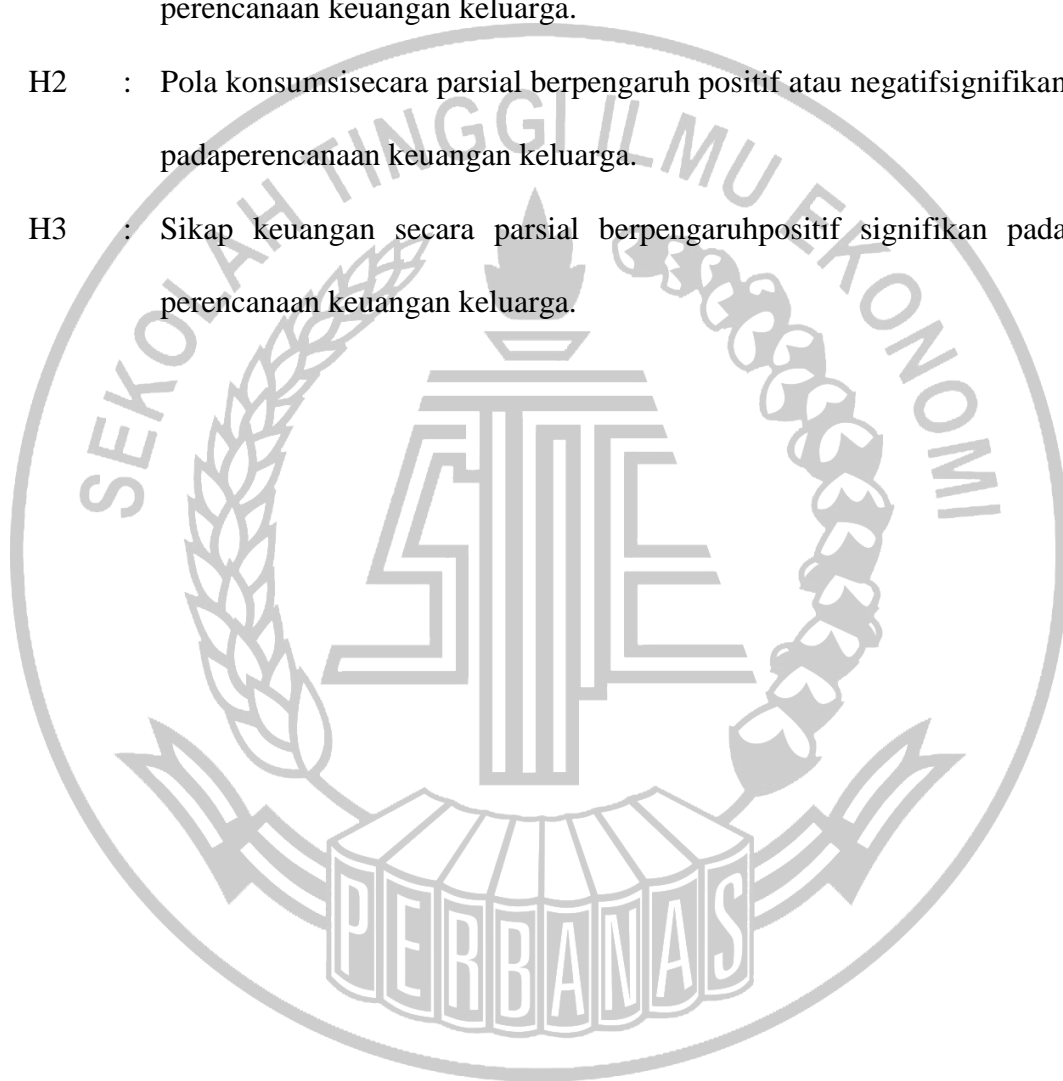 perencanaan keuangan keluarga.
H2 : Pola konsumsisecara parsial berpengaruh positif atau negatifsignifikan
padaperencanaan keuangan keluarga.
H3 : Sikap keuangan secara parsial berpengaruhpositif signifikan pada
perencanaan keuangan keluarga.
SEKOLAH TINGGI ILMU EKONOMI
STIE
PERBANAS